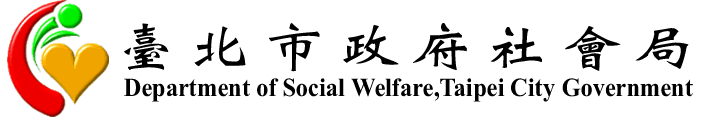 臺北市政府社會局
Department of Social Welfare,Taipei City Government